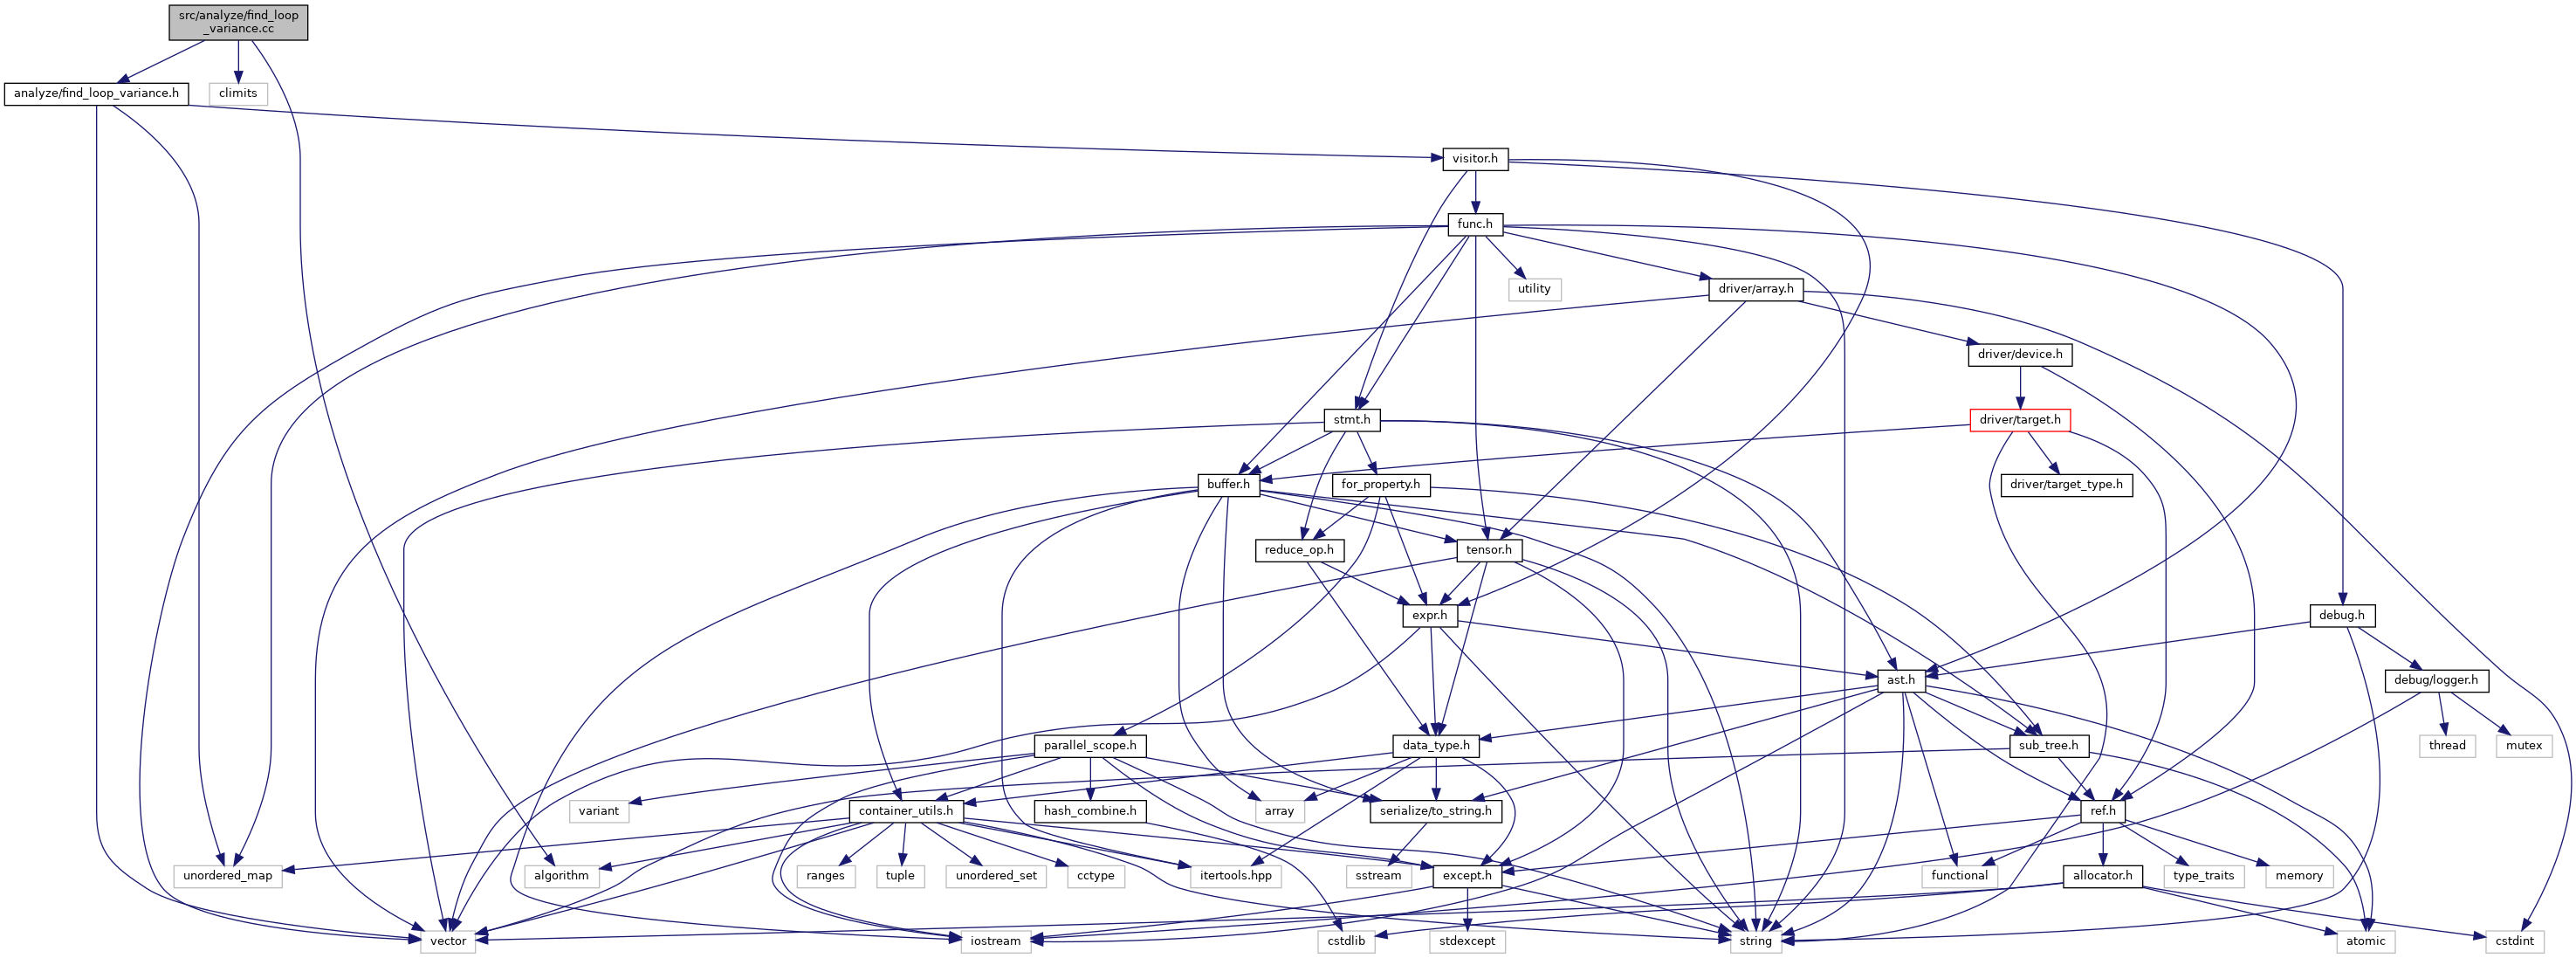 src/analyze/find_loop
_variance.cc
analyze/find_loop_variance.h
climits
visitor.h
func.h
utility
driver/array.h
driver/device.h
stmt.h
driver/target.h
buffer.h
for_property.h
driver/target_type.h
reduce_op.h
tensor.h
expr.h
debug.h
ast.h
debug/logger.h
parallel_scope.h
data_type.h
sub_tree.h
thread
mutex
variant
container_utils.h
hash_combine.h
array
serialize/to_string.h
ref.h
unordered_map
algorithm
ranges
tuple
unordered_set
cctype
itertools.hpp
sstream
except.h
functional
allocator.h
type_traits
memory
vector
iostream
cstdlib
stdexcept
string
atomic
cstdint